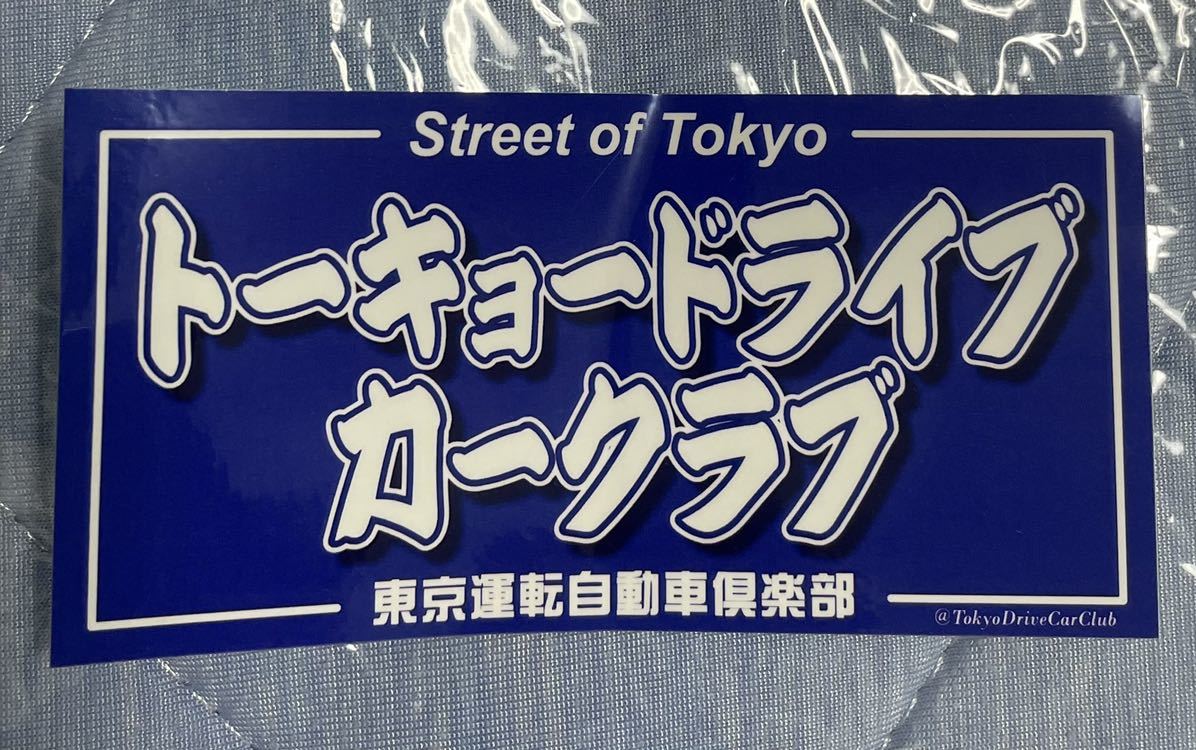 Street of Tokyo
トーキョードライブ
カークラブ
東京運転自動車倶楽部
@TokyoDriveCarClub